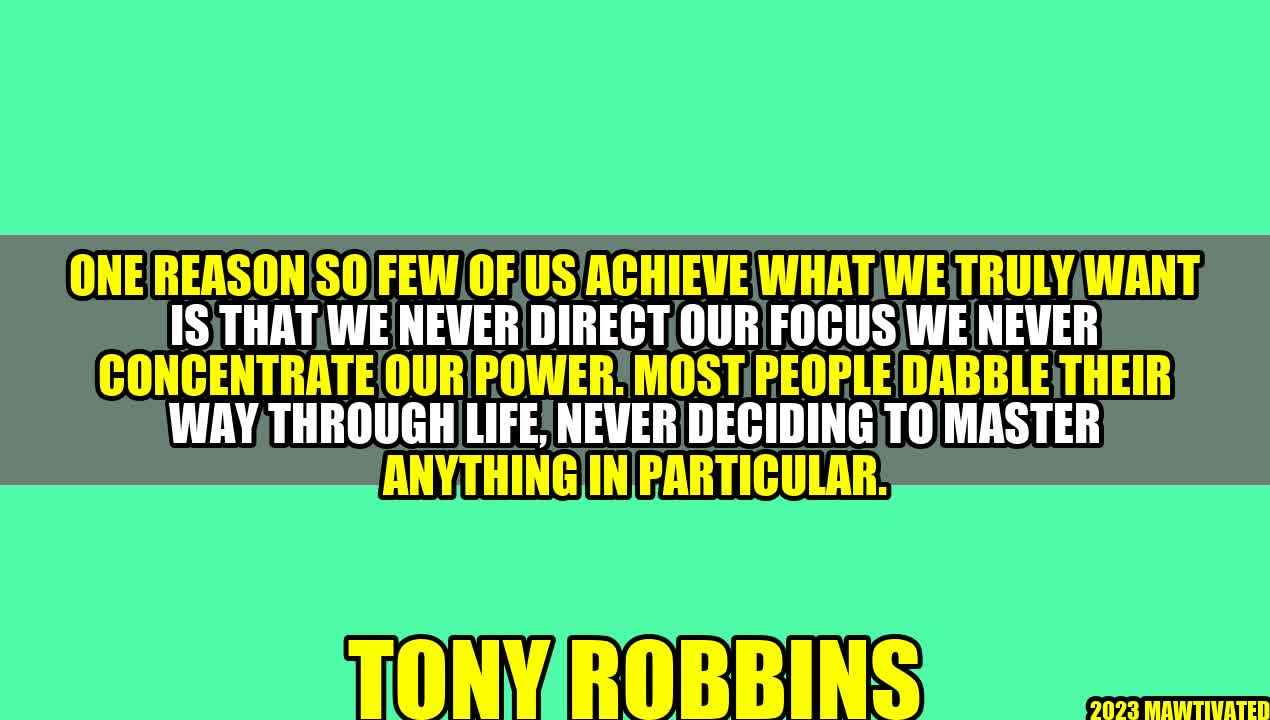 ONE REASON SO FEW OF US ACHIEVE WHAT WE TRULY WANT
IS THAT WE NEVER DIRECT OUR FOCUS WE NEVER
CONCENTRATE OUR POWER. MOST PEOPLE DABBLE THEIR
WAY THROUGH LIFE, NEVER DECIDING TO MASTER
ANYTHING IN PARTICULAR.
TONY ROBBINS
2023 MAWTIVATED